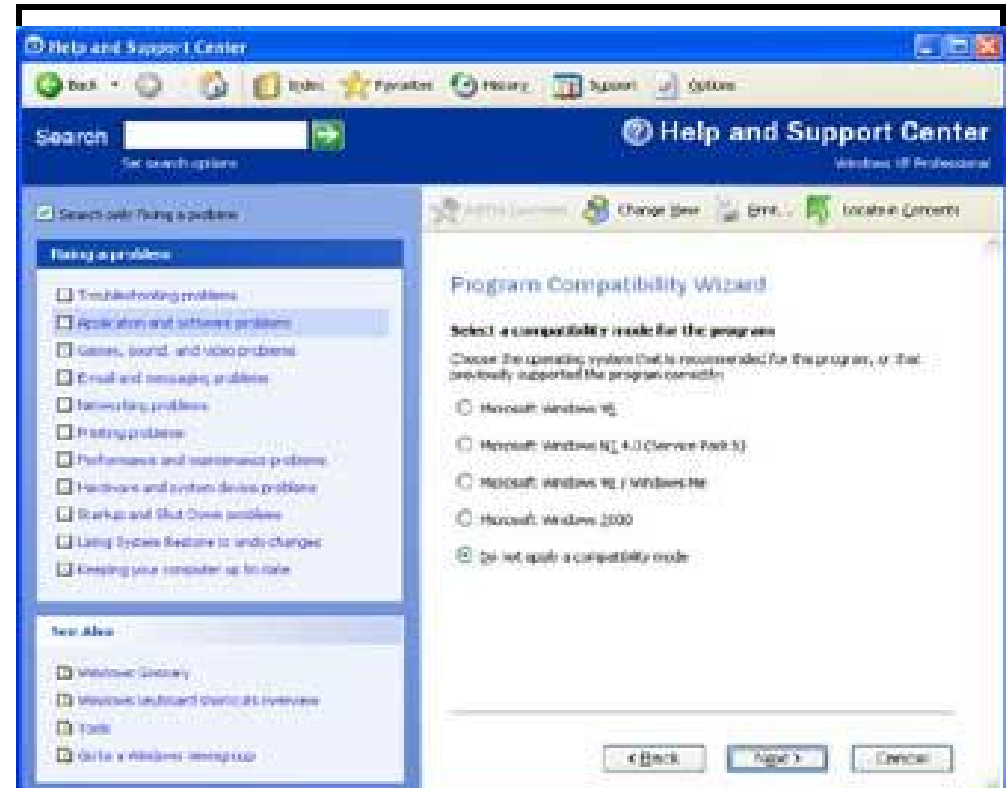 Help and Support Center
Back
Index
Favorites
History
Support
Options
Search
Set search options
Help and Support Center
Windows XP Professional
Search only Fixing a problem
Change View
Print...
Locate in Contents
Fixing a problem
Troubleshooting problems
Application and software problems
Games, sound, and video problems
E-mail and messaging problems
Networking problems
Printing problems
Performance and maintenance problems
Hardware and system device problems
Startup and Shut Down problems
Using System Restore to undo changes
Keeping your computer up to date
See Also
Windows Glossary
Windows keyboard shortcuts overview
Tools
Go to a Windows newsgroup
Program Compatibility Wizard
Select a compatibility mode for the program
Choose the operating system that is recommended for this program, or that
previously supported the program correctly:
Microsoft Windows 95
Microsoft Windows NT 4.0 (Service Pack 5)
Microsoft Windows 98 / Windows Me
Microsoft Windows 2000
Do not apply a compatibility mode
< Back
Next >
Cancel